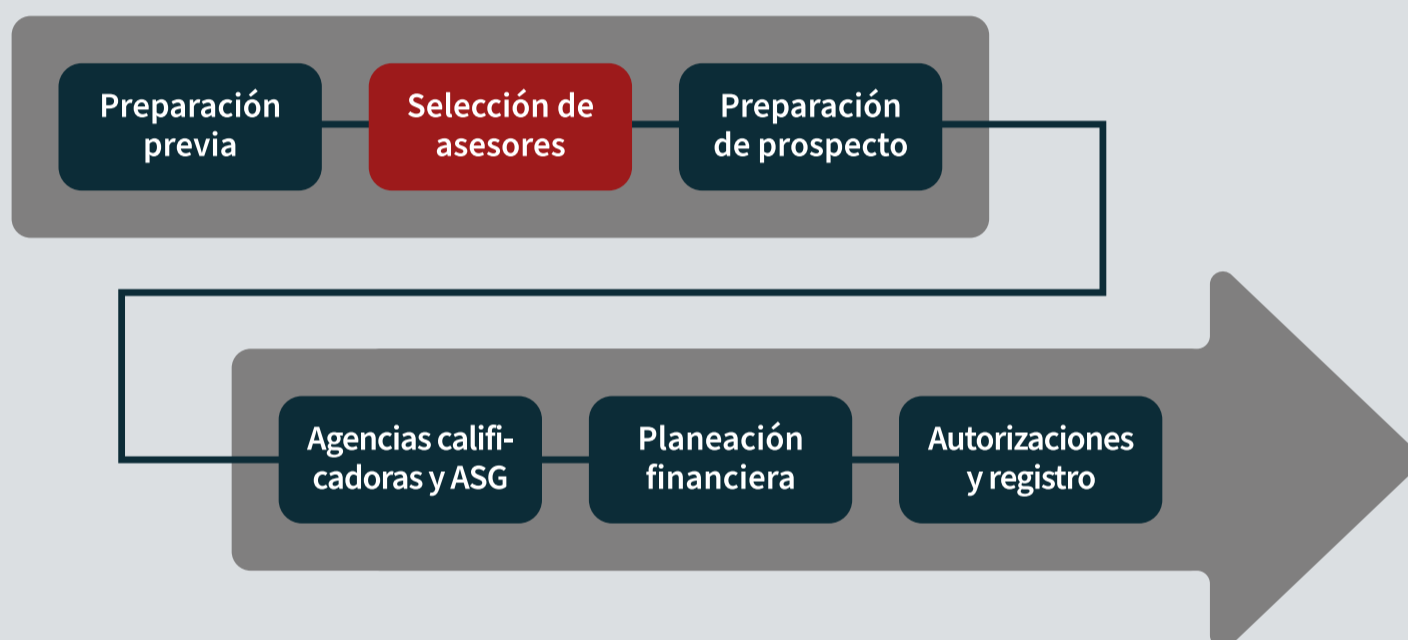 Preparación
previa
Selección de
asesores
Preparación
de prospecto
Agencias califi-
cadoras y ASG
Planeación
financiera
Autorizaciones
y registro